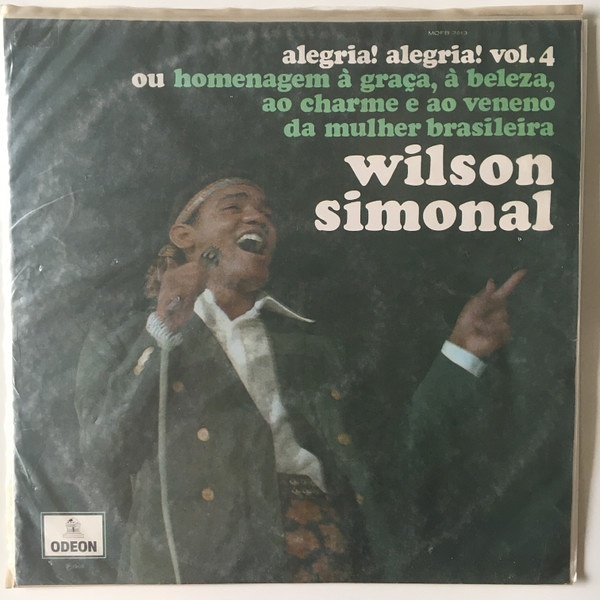 alegria! alegria! vol. 4
ou homenagem à graça, à beleza,
ao charme e ao veneno
da mulher brasileira
wilson
simonal
ODEON